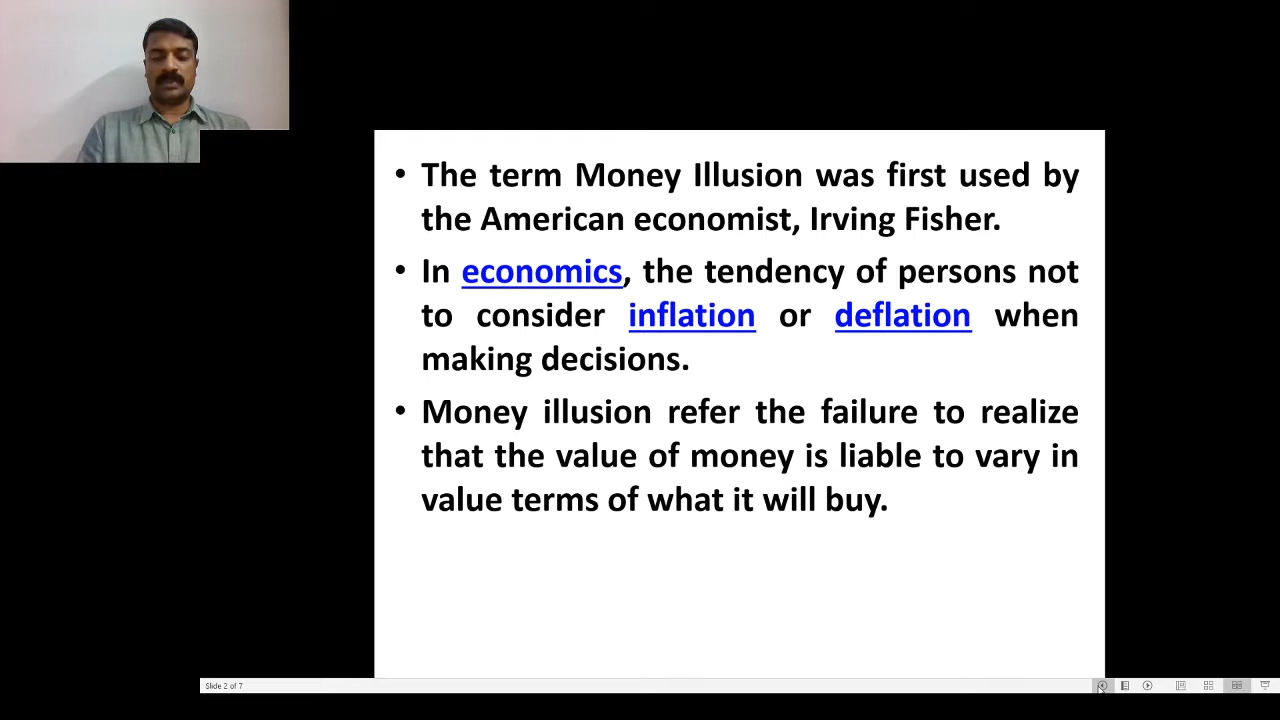 • The term Money Illusion was first used by
the American economist, Irving Fisher.
• In economics, the tendency of persons not
to consider inflation or deflation when
making decisions.
• Money illusion refer the failure to realize
that the value of money is liable to vary in
value terms of what it will buy.
Slide 2 of 7